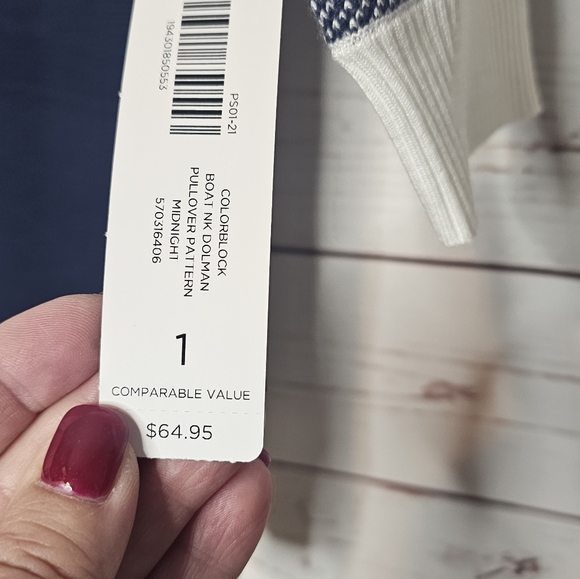 194301850553
PS01-21
COLORBLOCK
BOAT NK DOLMAN
PULLOVER PATTERN
MIDNIGHT
570316406
1
COMPARABLE VALUE
$64.95